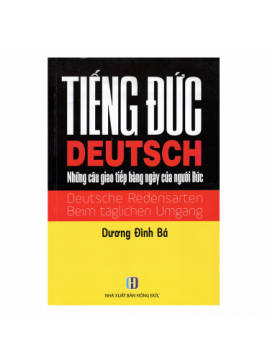 TIẾNG ĐỨC
DEUTSCH
Những câu giao tiếp hàng ngày của người Đức
Deutsche Redensarten
Beim täglichen Umgang
Dương Đình Bá
NHÀ XUẤT BẢN HỒNG ĐỨC